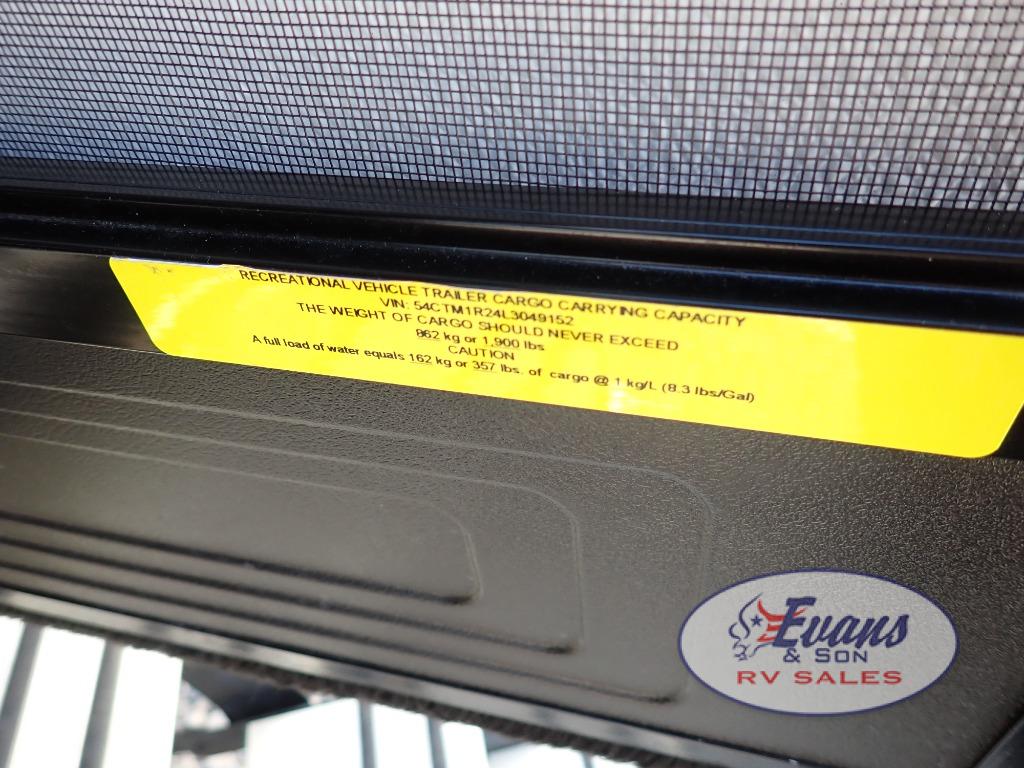 RECREATIONAL VEHICLE TRAILER CARGO CARRYING CAPACITY
VIN: 54CTM1R24L3049152
THE WEIGHT OF CARGO SHOULD NEVER EXCEED
862 kg or 1,900 lbs
CAUTION
A full load of water equals 162 kg or 357 lbs. of cargo @ 1 kg/L (8.3 lbs/Gal)
Evans
& SON
RV SALES